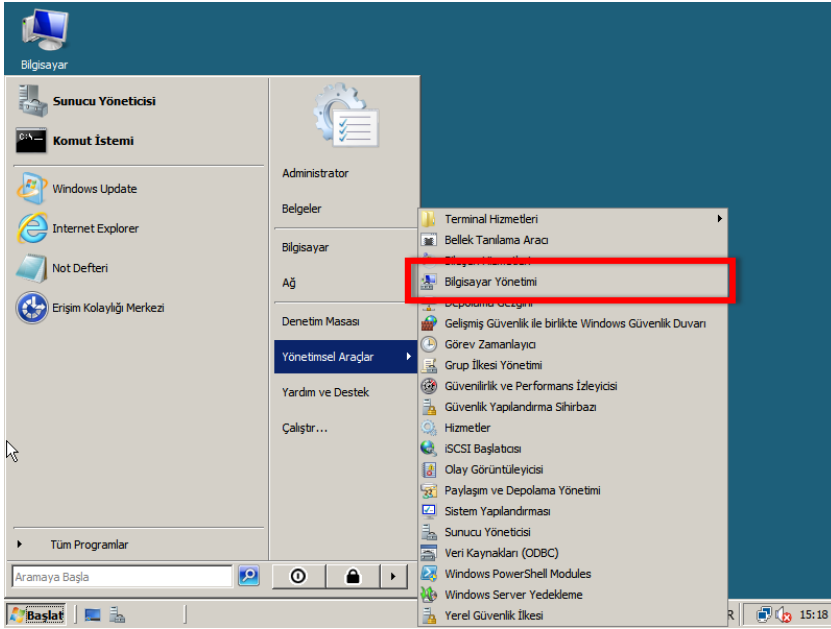 Bilgisayar
Sunucu Yöneticisi
Komut İstemi
Windows Update
Internet Explorer
Not Defteri
Erişim Kolaylığı Merkezi
Tüm Programlar
Aramaya Başla
Administrator
Belgeler
Bilgisayar
Ağ
Denetim Masası
Yönetimsel Araçlar
Yardım ve Destek
Çalıştır...
Terminal Hizmetleri
Bellek Tanılama Aracı
Bilgisayar Yönetimi
Depolama Gezgini
Gelişmiş Güvenlik ile birlikte Windows Güvenlik Duvarı
Görev Zamanlayıcı
Grup İlkesi Yönetimi
Güvenilirlik ve Performans İzleyicisi
Güvenlik Yapılandırma Sihirbazı
Hizmetler
iSCSI Başlatıcısı
Olay Görüntüleyicisi
Paylaşım ve Depolama Yönetimi
Sistem Yapılandırması
Sunucu Yöneticisi
Veri Kaynakları (ODBC)
Windows PowerShell Modules
Windows Server Yedekleme
Yerel Güvenlik İlkesi
Başlat
R
15:18